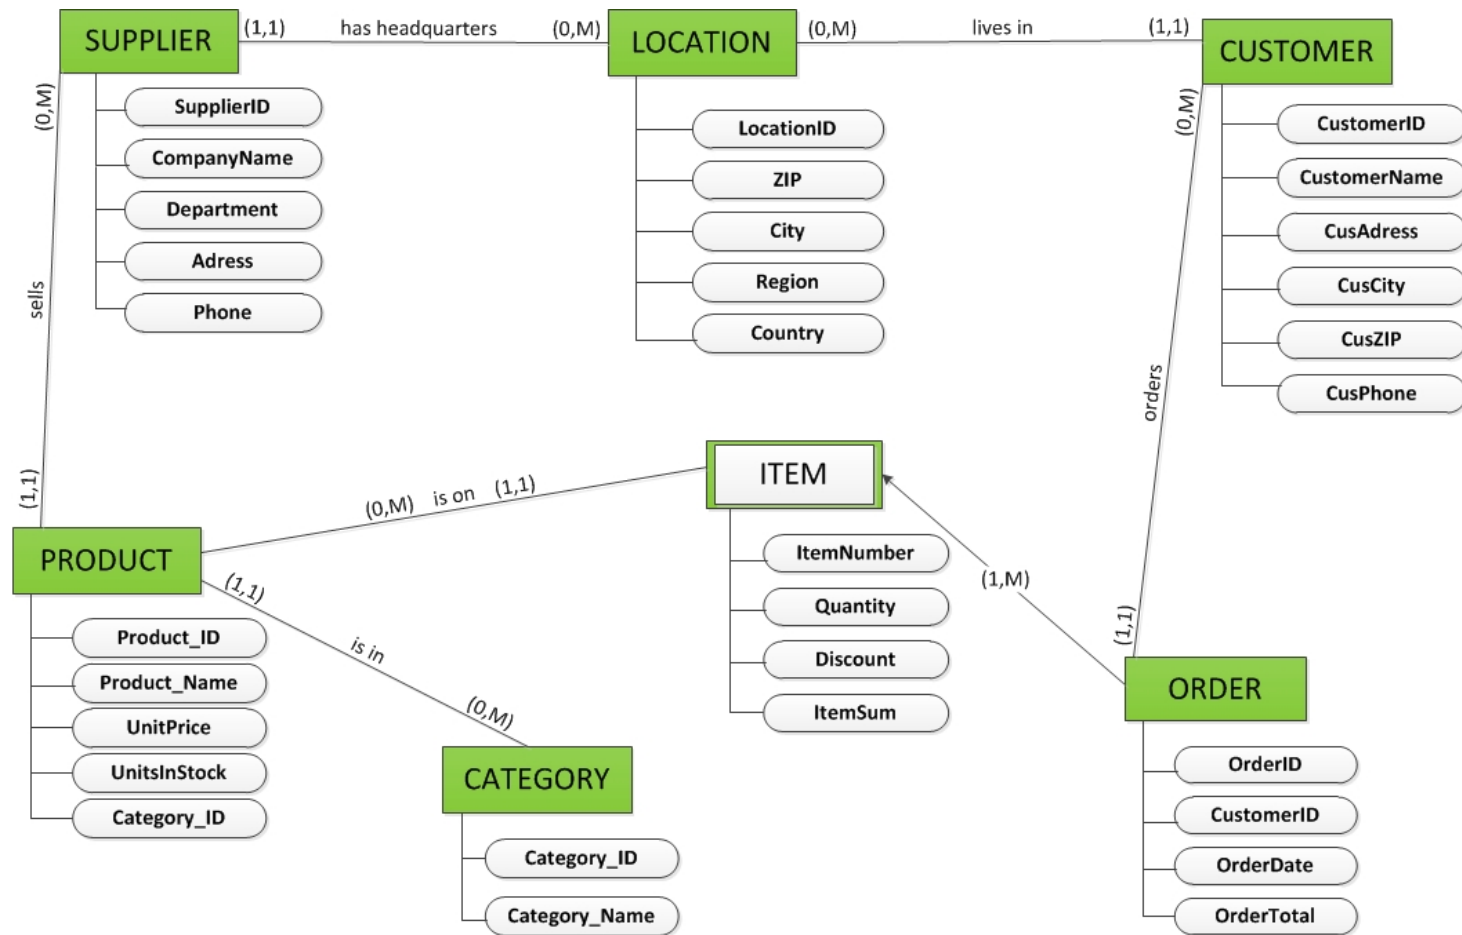 SUPPLIER
(1,1)
has headquarters
(0,M)
LOCATION
(0,M)
lives in
(1,1)
CUSTOMER
SupplierID
CompanyName
Department
Adress
Phone
LocationID
ZIP
City
Region
Country
CustomerID
CustomerName
CusAdress
CusCity
CusZIP
CusPhone
(0,M)
sells
(1,1)
(0,M)
orders
(1,1)
PRODUCT
(0,M)
is on
(1,1)
ITEM
(1,M)
ItemNumber
Quantity
Discount
ItemSum
Product_ID
Product_Name
UnitPrice
UnitsInStock
Category_ID
(1,1)
is in
(0,M)
CATEGORY
Category_ID
Category_Name
ORDER
OrderID
CustomerID
OrderDate
OrderTotal